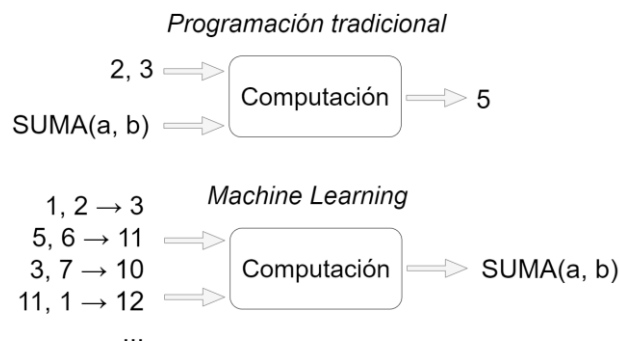 Programación tradicional
2, 3
Computación
5
SUMA(a, b)
Machine Learning
1, 2 → 3
5, 6 → 11
3, 7 → 10
11, 1 → 12
...
Computación
SUMA(a, b)